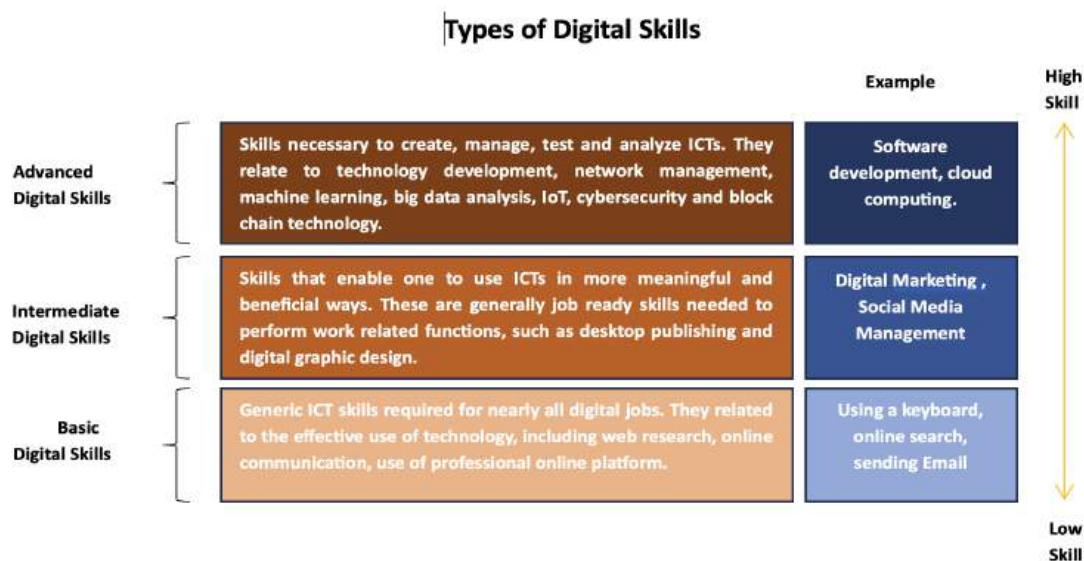 Types of Digital Skills
Example
High
Skill
Advanced
Digital Skills
Skills necessary to create, manage, test and analyze ICTs. They
relate to technology development, network management,
machine learning, big data analysis, IoT, cybersecurity and block
chain technology.
Software
development, cloud
computing.
Intermediate
Digital Skills
Skills that enable one to use ICTs in more meaningful and
beneficial ways. These are generally job ready skills needed to
perform work related functions, such as desktop publishing and
digital graphic design.
Digital Marketing ,
Social Media
Management
Basic
Digital Skills
Generic ICT skills required for nearly all digital jobs. They related
to the effective use of technology, including web research, online
communication, use of professional online platform.
Using a keyboard,
online search,
sending Email
Low
Skill